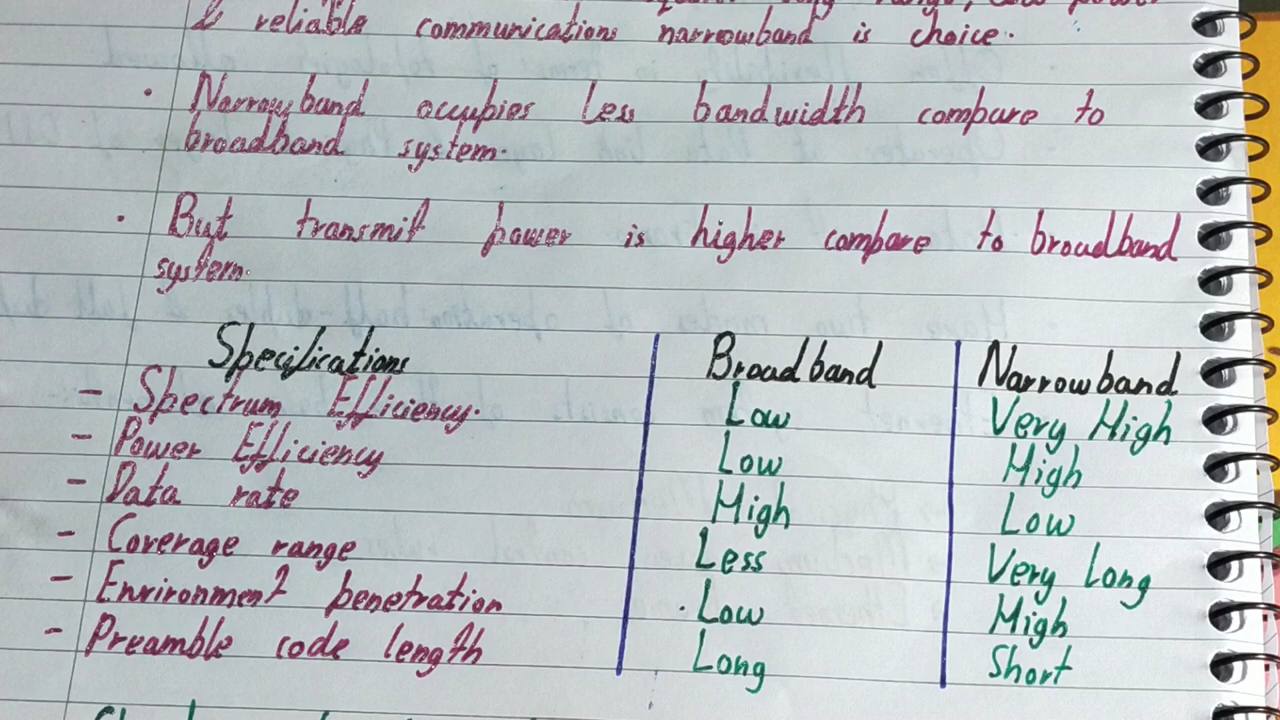 & reliable communications narrowband is choice.
· Narrowband occupies less bandwidth compare to
broadband system.
· But transmit power is higher compare to broadband
system.
Specifications Broadband Narrowband
- Spectrum Efficiency. Low Very High
- Power Efficiency Low High
- Data rate High Low
- Coverage range Less Very Long
- Environment penetration Low High
- Preamble code length Long Short